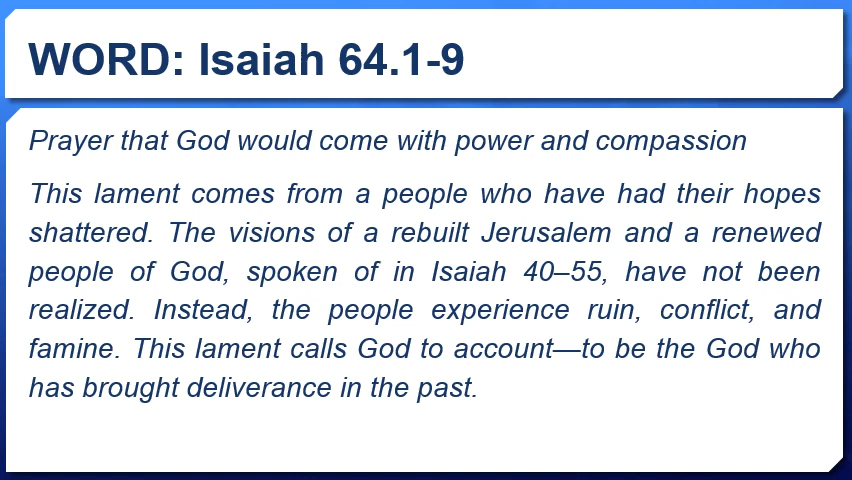 WORD: Isaiah 64.1-9
Prayer that God would come with power and compassion
This lament comes from a people who have had their hopes
shattered. The visions of a rebuilt Jerusalem and a renewed
people of God, spoken of in Isaiah 40–55, have not been
realized. Instead, the people experience ruin, conflict, and
famine. This lament calls God to account—to be the God who
has brought deliverance in the past.